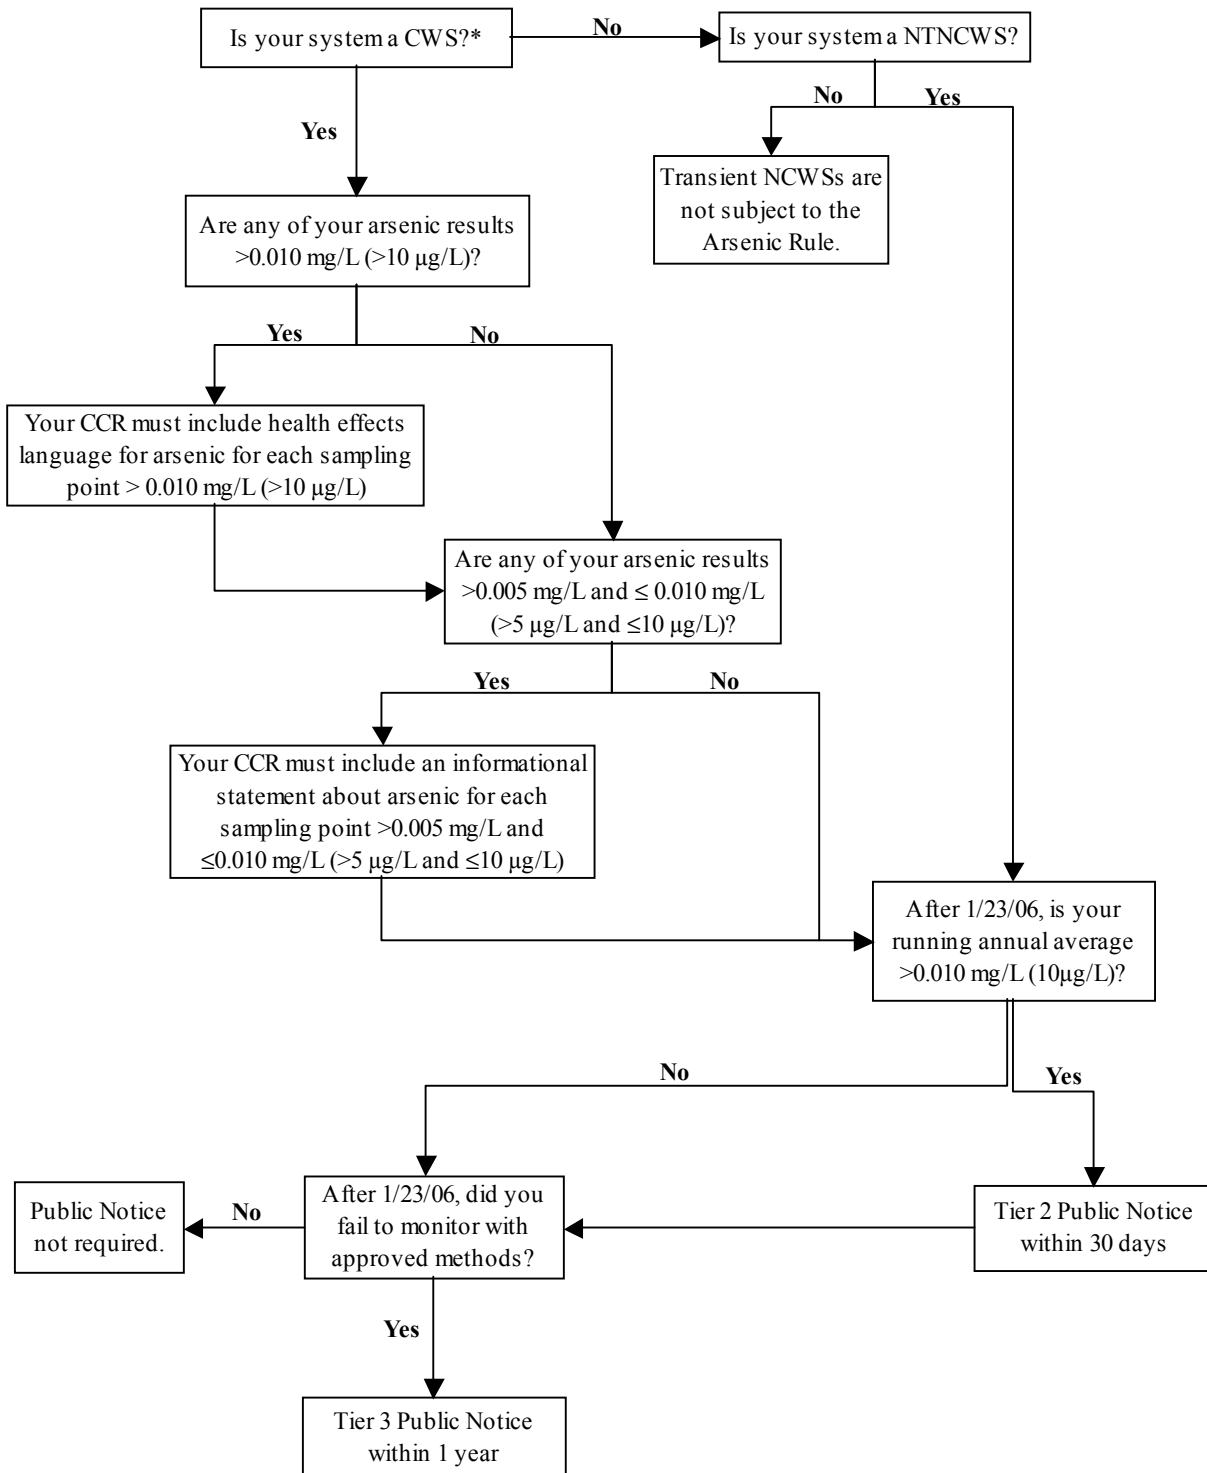 Is your system a CWS?*
No
Is your system a NTNCWS?
No
Yes
Yes
Transient NCWSs are
not subject to the
Arsenic Rule.
Are any of your arsenic results
>0.010 mg/L (>10 µg/L)?
Yes
No
Your CCR must include health effects
language for arsenic for each sampling
point > 0.010 mg/L (>10 µg/L)
Are any of your arsenic results
>0.005 mg/L and ≤ 0.010 mg/L
(>5 µg/L and ≤10 µg/L)?
Yes
No
Your CCR must include an informational
statement about arsenic for each
sampling point >0.005 mg/L and
≤0.010 mg/L (>5 µg/L and ≤10 µg/L)
After 1/23/06, is your
running annual average
>0.010 mg/L (10µg/L)?
No
Yes
Public Notice
not required.
No
After 1/23/06, did you
fail to monitor with
approved methods?
Tier 2 Public Notice
within 30 days
Yes
Tier 3 Public Notice
within 1 year